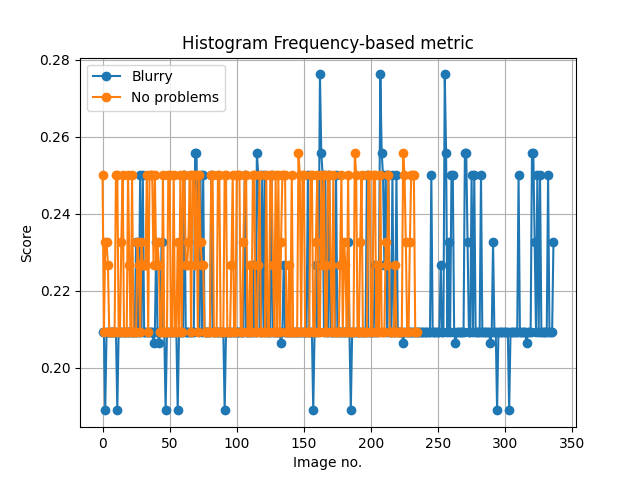 Histogram Frequency-based metric
Blurry
No problems
0.28
0.26
0.24
0.22
0.20
Score
0 50 100 150 200 250 300 350
Image no.